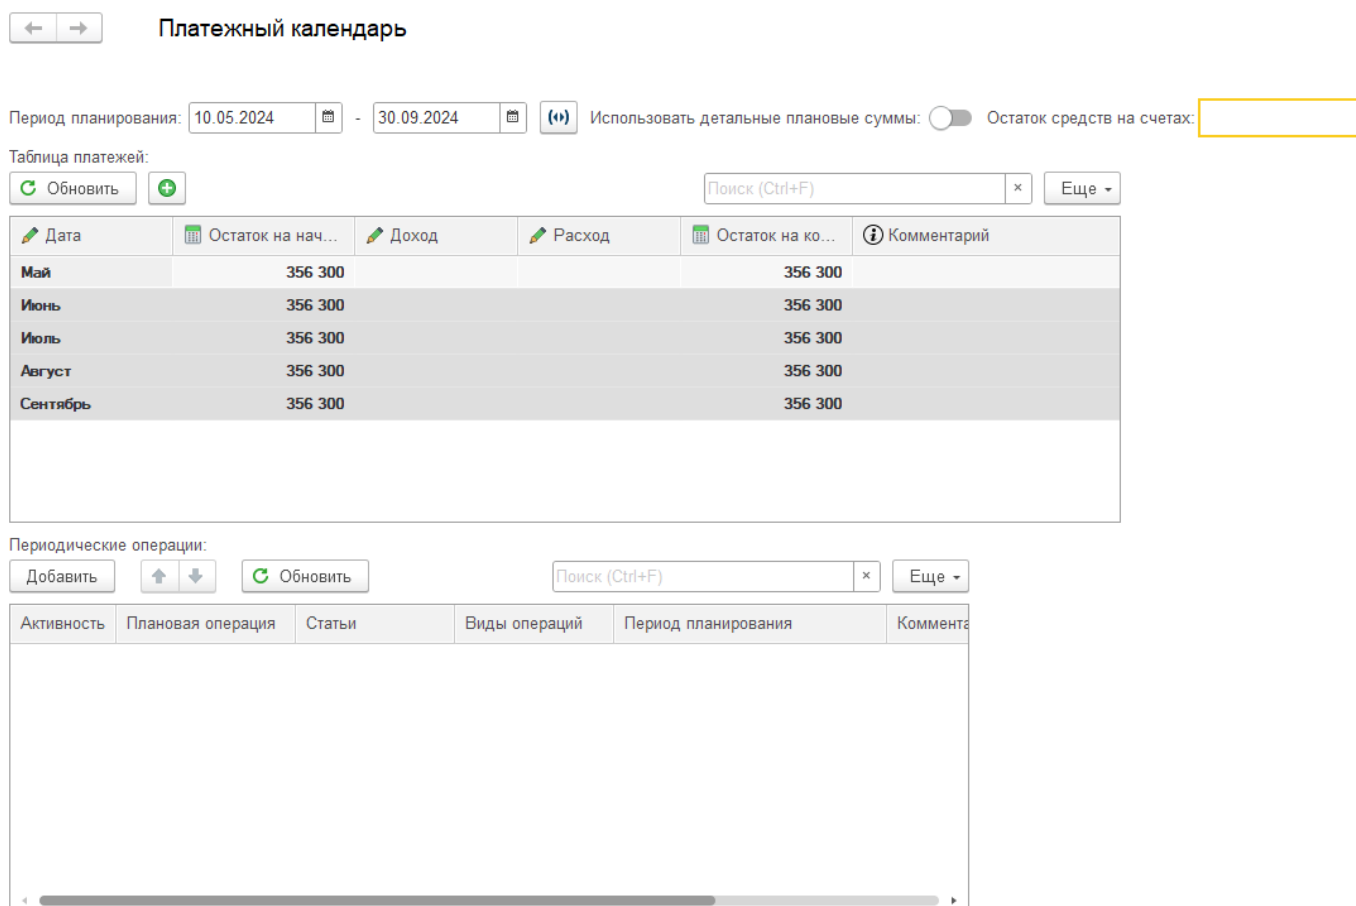 Платежный календарь
Период планирования: 10.05.2024 - 30.09.2024 Использовать детальные плановые суммы: Остаток средств на счетах:
Таблица платежей:
Обновить Поиск (Ctrl+F) × Еще
Дата Остаток на нач... Доход Расход Остаток на ко... Комментарий
Май 356 300 356 300
Июнь 356 300 356 300
Июль 356 300 356 300
Август 356 300 356 300
Сентябрь 356 300 356 300
Периодические операции:
Добавить Обновить Поиск (Ctrl+F) × Еще
Активность Плановая операция Статьи Виды операций Период планирования Коммента